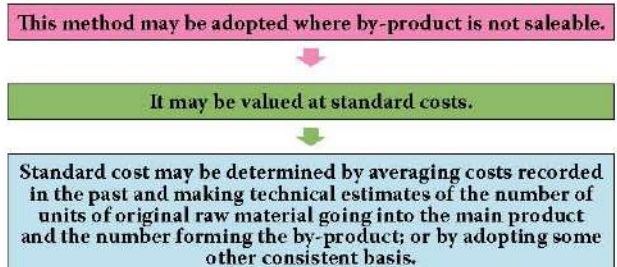 This method may be adopted where by-product is not saleable.
It may be valued at standard costs.
Standard cost may be determined by averaging costs recorded
in the past and making technical estimates of the number of
units of original raw material going into the main product
and the number forming the by-product; or by adopting some
other consistent basis.